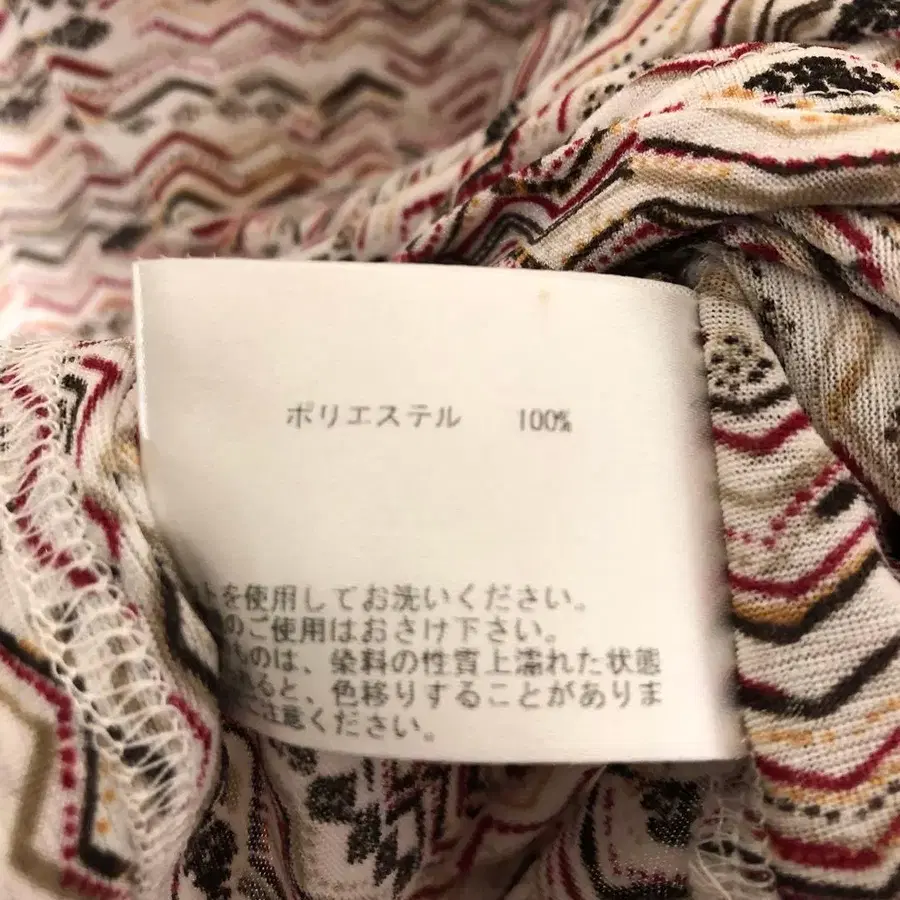 ポリエステル 100%
トを使用してお洗いください。
のご使用はおさけ下さい。
ものは、染料の性質上濡れた状態
あると、色移りすることがありま
ご注意ください。